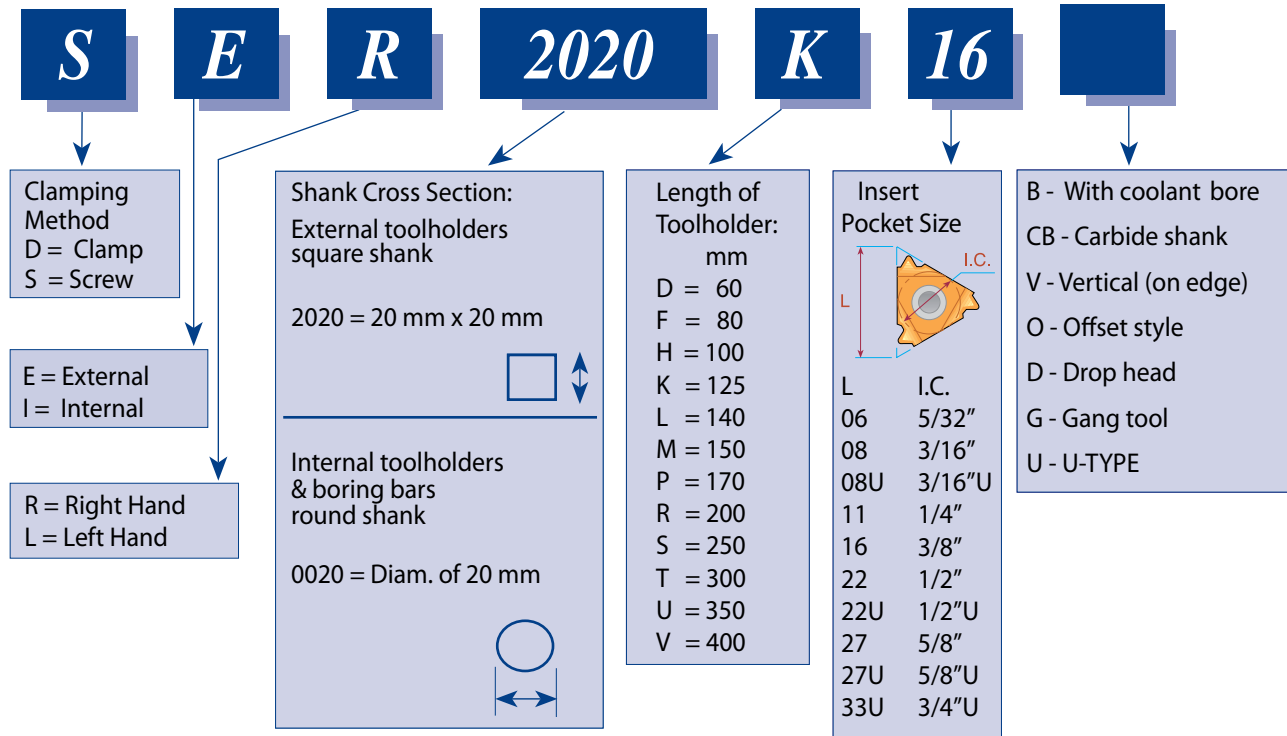 S E R 2020 K 16
Clamping
Method
D = Clamp
S = Screw
E = External
I = Internal
R = Right Hand
L = Left Hand
Shank Cross Section:
External toolholders
square shank
2020 = 20 mm x 20 mm
Internal toolholders
& boring bars
round shank
0020 = Diam. of 20 mm
Length of
Toolholder:
mm
D = 60
F = 80
H = 100
K = 125
L = 140
M = 150
P = 170
R = 200
S = 250
T = 300
U = 350
V = 400
Insert
Pocket Size
I.C.
L
L I.C.
06 5/32"
08 3/16"
08U 3/16"U
11 1/4"
16 3/8"
22 1/2"
22U 1/2"U
27 5/8"
27U 5/8"U
33U 3/4"U
B - With coolant bore
CB - Carbide shank
V - Vertical (on edge)
O - Offset style
D - Drop head
G - Gang tool
U - U-TYPE